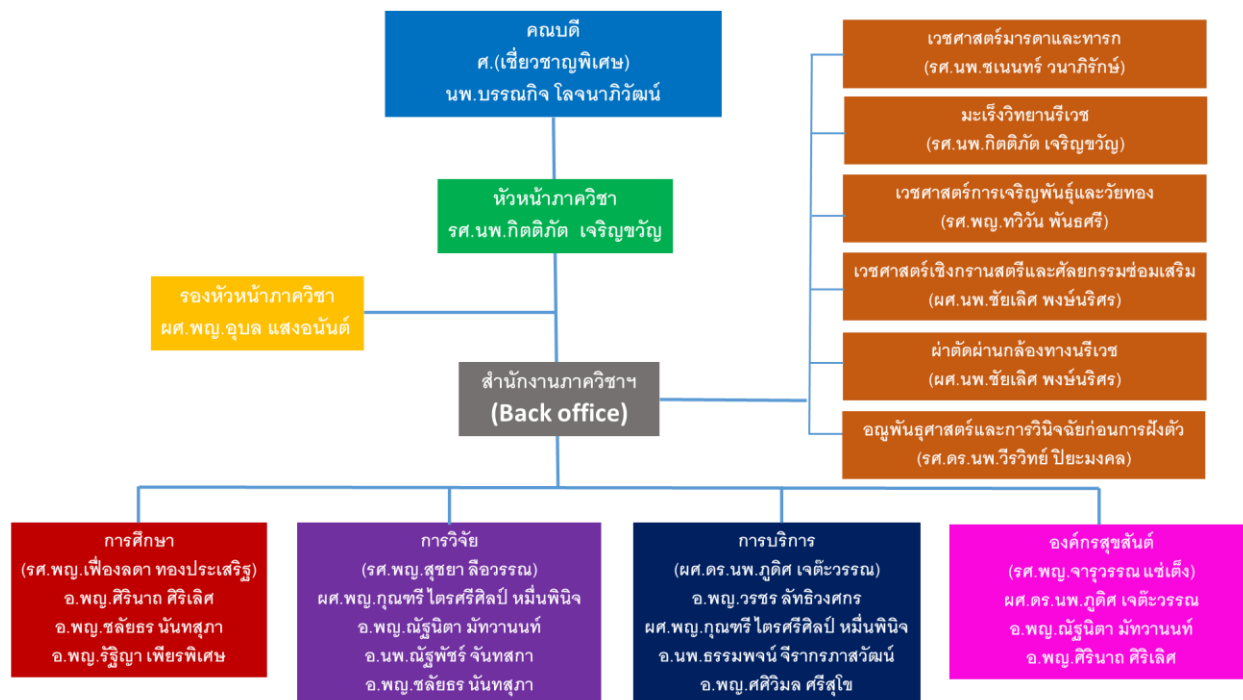 คณบดี
ศ.(เชี่ยวชาญพิเศษ)
นพ.บรรณกิจ โลจนาภิวัฒน์
หัวหน้าภาควิชา
รศ.นพ.กิตติภัต เจริญขวัญ
รองหัวหน้าภาควิชา
ผศ.พญ.อุบล แสงอนันต์
สำนักงานภาควิชาฯ
(Back office)
เวชศาสตร์มารดาและทารก
(รศ.นพ.ชเนนทร์ วนาภิรักษ์)
มะเร็งวิทยานรีเวช
(รศ.นพ.กิตติภัต เจริญขวัญ)
เวชศาสตร์การเจริญพันธุ์และวัยทอง
(รศ.พญ.ทวิวัน พันธศรี)
เวชศาสตร์เชิงกรานสตรีและศัลยกรรมซ่อมเสริม
(ผศ.นพ.ชัยเลิศ พงษ์นริศร)
ผ่าตัดผ่านกล้องทางนรีเวช
(ผศ.นพ.ชัยเลิศ พงษ์นริศร)
อณูพันธุศาสตร์และการวินิจฉัยก่อนการฝังตัว
(รศ.ดร.นพ.วีรวิทย์ ปิยะมงคล)
การศึกษา
(รศ.พญ.เฟื่องลดา ทองประเสริฐ)
อ.พญ.ศิรินาถ ศิริเลิศ
อ.พญ.ชลัยธร นันทสุภา
อ.พญ.รัฐิญา เพียรพิเศษ
การวิจัย
(รศ.พญ.สุชยา ลือวรรณ)
ผศ.พญ.กุณฑรี ไตรศรีศิลป์ หมื่นพินิจ
อ.พญ.ณัฐนิตา มัทวานนท์
อ.นพ.ณัฐพัชร์ จันทสกา
อ.พญ.ชลัยธร นันทสุภา
การบริการ
(ผศ.ดร.นพ.ภูดิศ เจต๊ะวรรณ)
อ.พญ.วรชร ลัทธิวงศกร
ผศ.พญ.กุณฑรี ไตรศรีศิลป์ หมื่นพินิจ
อ.นพ.ธรรมพจน์ จีรากรภาสวัฒน์
อ.พญ.ศศิวิมล ศรีสุโข
องค์กรสุขสันต์
(รศ.พญ.จารุวรรณ แซ่เต็ง)
ผศ.ดร.นพ.ภูดิศ เจต๊ะวรรณ
อ.พญ.ณัฐนิตา มัทวานนท์
อ.พญ.ศิรินาถ ศิริเลิศ